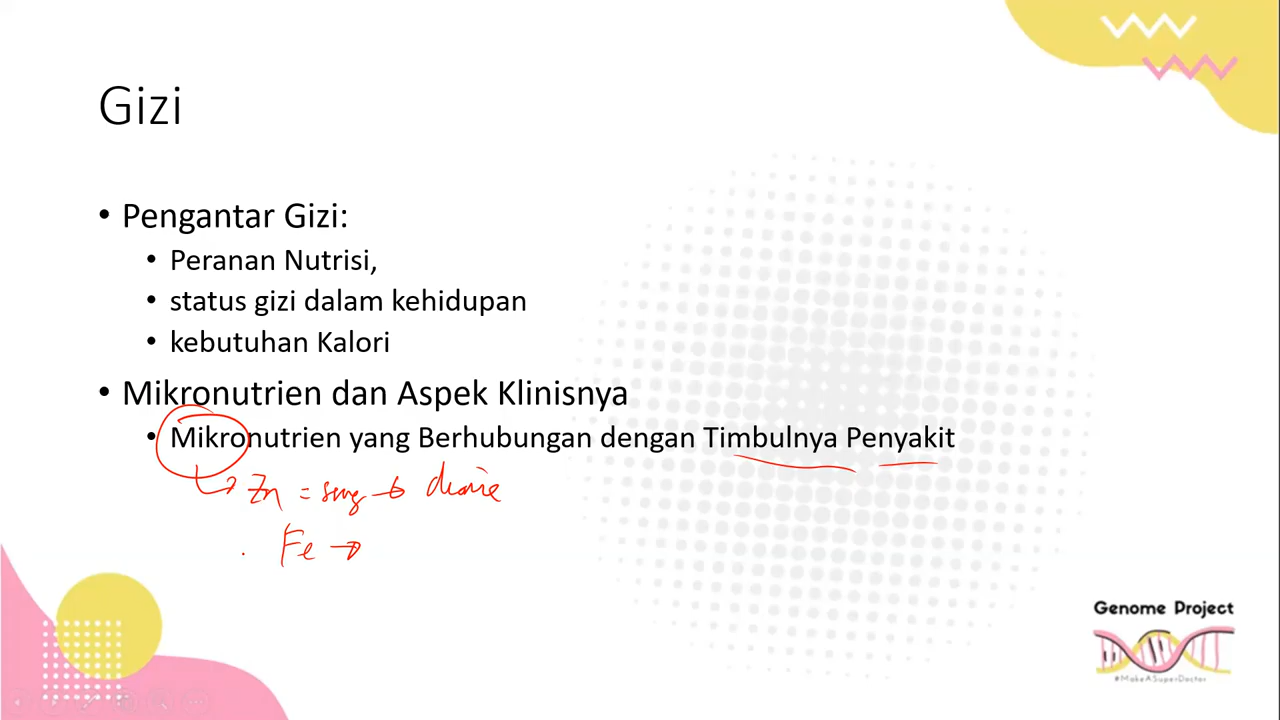 Gizi
• Pengantar Gizi:
• Peranan Nutrisi,
• status gizi dalam kehidupan
• kebutuhan Kalori
• Mikronutrien dan Aspek Klinisnya
• Mikronutrien yang Berhubungan dengan Timbulnya Penyakit
Zn = seng → diare
Fe →
Genome Project
#MakeASuperDoctor